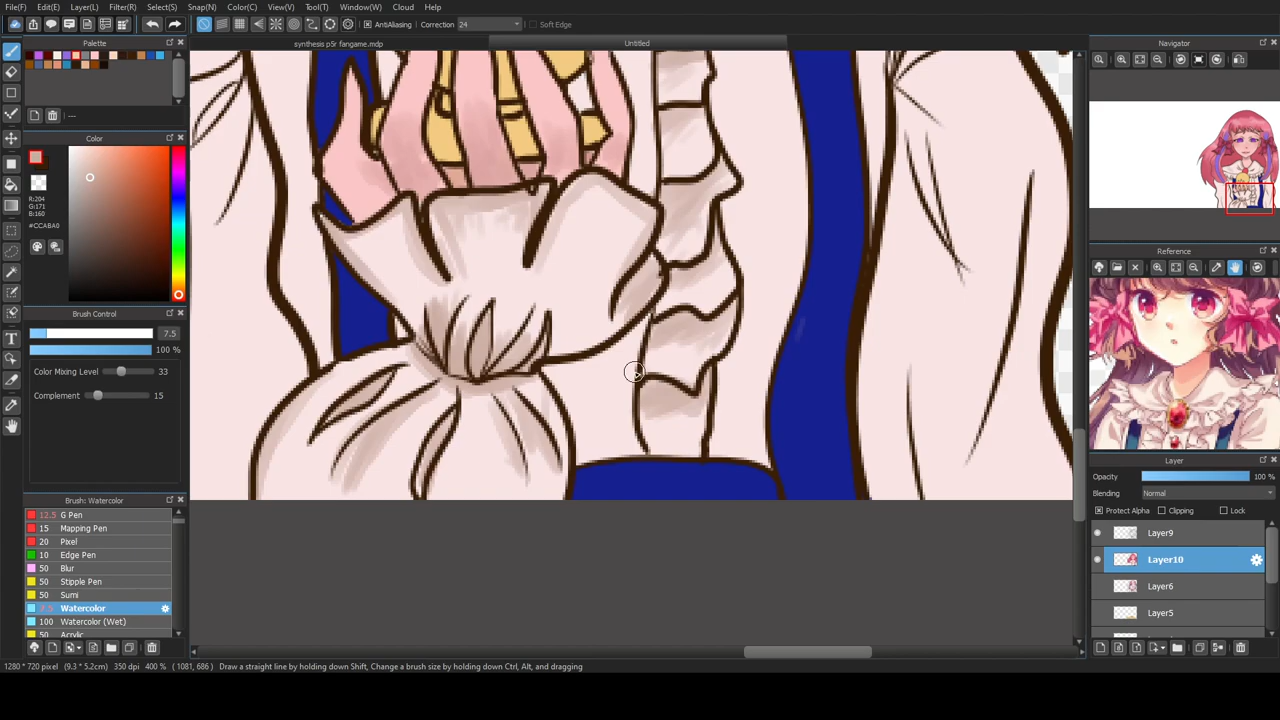 File(F) Edit(E) Layer(L) Filter(R) Select(S) Snap(N) Color(C) View(V) Tool(T) Window(W) Cloud Help(H)
AntiAliasing Correction 24 Soft Edge
Palette
synthesis p5r fangame.mdp
Untitled
Navigator
---
Color
R:204
G:171
B:160
#CCABA0
Reference
Brush Control
7.5
100 %
Color Mixing Level 33
Complement 15
Layer
Opacity 100 %
Blending Normal
Protect Alpha Clipping Lock
Layer9
Layer10
Layer6
Layer5
Brush: Watercolor
12.5 G Pen
15 Mapping Pen
20 Pixel
10 Edge Pen
50 Blur
50 Stipple Pen
50 Sumi
7.5 Watercolor
100 Watercolor (Wet)
50 Acrylic
1280 * 720 pixel (9.3 * 5.2cm) 350 dpi 400 % ( 1081, 686 ) Draw a straight line by holding down Shift, Change a brush size by holding down Ctrl, Alt, and dragging